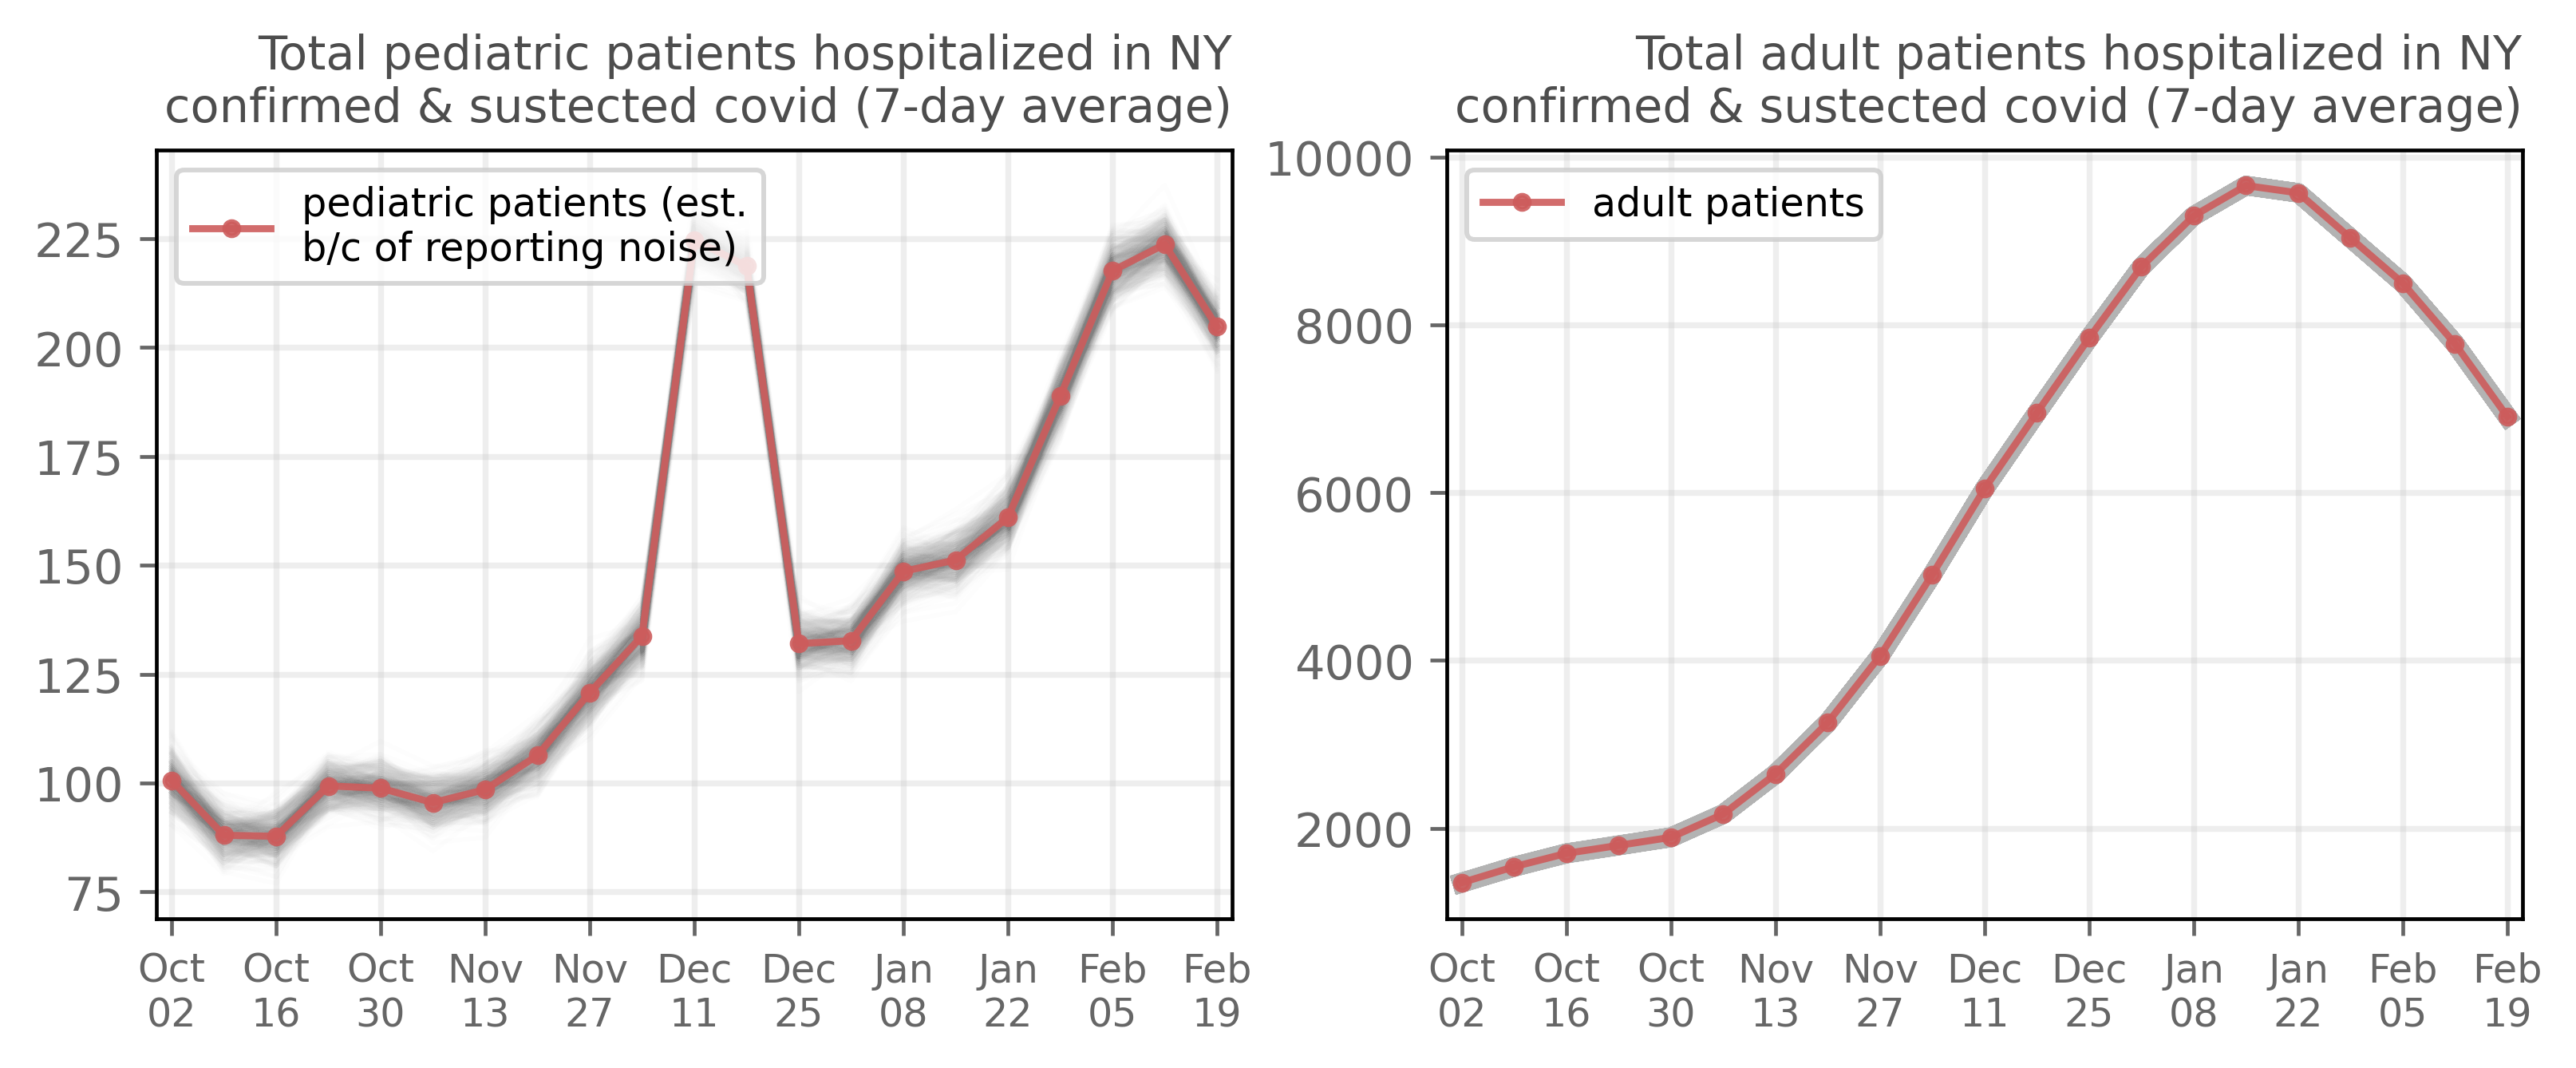 Total pediatric patients hospitalized in NY
confirmed & sustected covid (7-day average)
pediatric patients (est.
b/c of reporting noise)
225
200
175
150
125
100
75
Oct Oct Oct Nov Nov Dec Dec Jan Jan Feb Feb
02 16 30 13 27 11 25 08 22 05 19
Total adult patients hospitalized in NY
confirmed & sustected covid (7-day average)
adult patients
10000
8000
6000
4000
2000
Oct Oct Oct Nov Nov Dec Dec Jan Jan Feb Feb
02 16 30 13 27 11 25 08 22 05 19